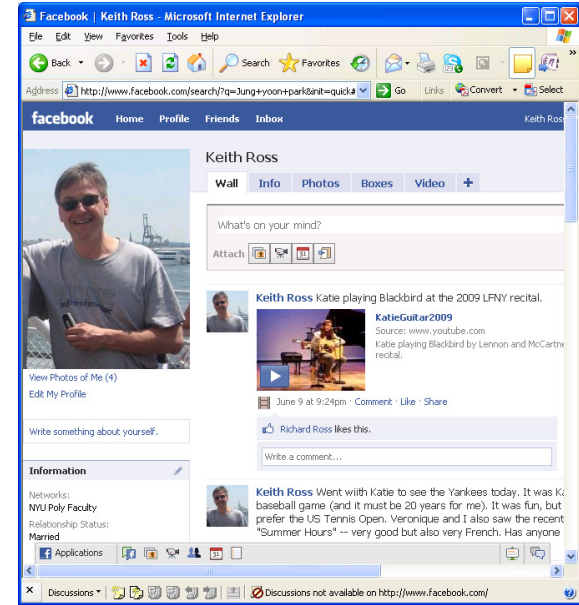 Facebook | Keith Ross - Microsoft Internet Explorer
File Edit View Favorites Tools Help
Back Search Favorites
Address http://www.facebook.com/search/?q=Jung+yoon+park&init=quick# Go Links Convert Select
facebook Home Profile Friends Inbox Keith Ross
Keith Ross
Wall Info Photos Boxes Video +
What's on your mind?
Attach 31
Keith Ross Katie playing Blackbird at the 2009 LFNY recital.
KatieGuitar2009
Source: www.youtube.com
Katie playing Blackbird by Lennon and McCartne
recital.
View Photos of Me (4)
Edit My Profile
June 9 at 9:24pm · Comment · Like · Share
Richard Ross likes this.
Write something about yourself.
Write a comment...
Information
Keith Ross Went wiith Katie to see the Yankees today. It was Ka
baseball game (and it must be 20 years for me). It was fun, but
prefer the US Tennis Open. Veronique and I also saw the recent
"Summer Hours" -- very good but also very French. Has anyone
Networks:
NYU Poly Faculty
Relationship Status:
Married
Applications 31
Discussions Discussions not available on http://www.facebook.com/